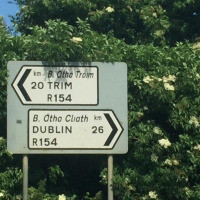 km B. Átha Troim
20 TRIM
R154
B. Átha Cliath km
DUBLIN 26
R154